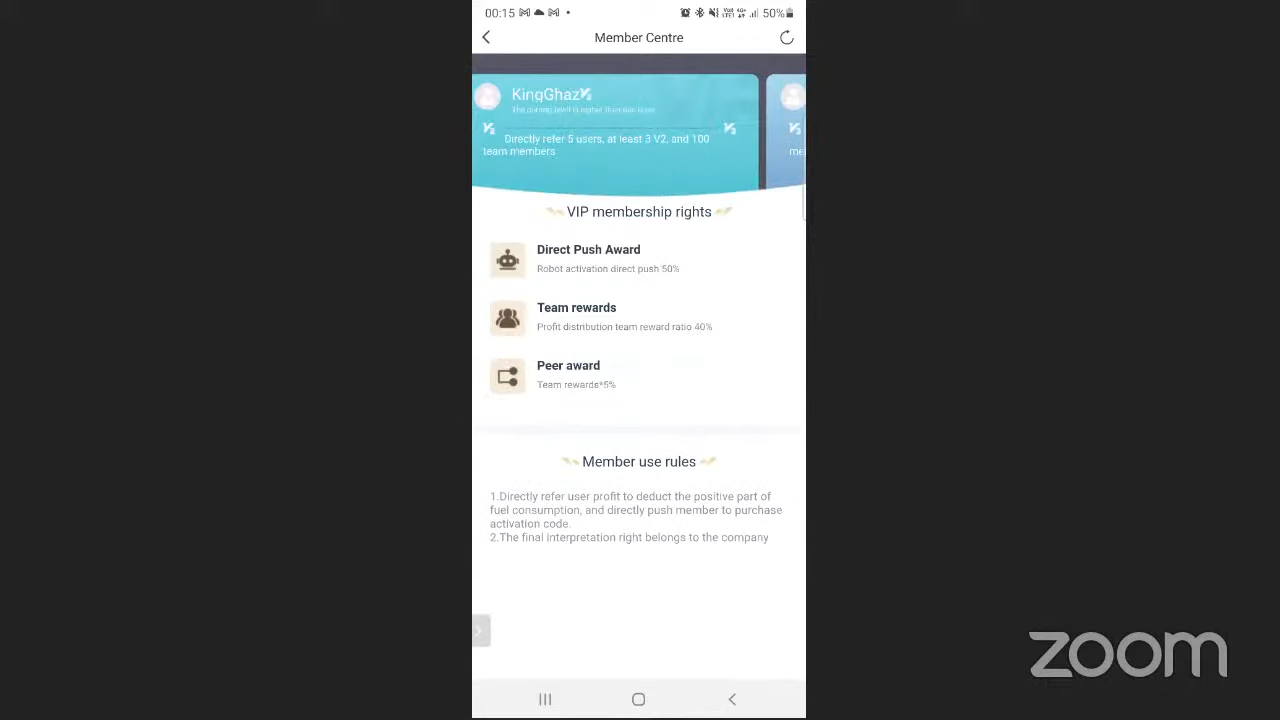 00:15
50%
Member Centre
KingGhaz
Directly refer 5 users, at least 3 V2, and 100
team members
me
VIP membership rights
Direct Push Award
Robot activation direct push 50%
Team rewards
Profit distribution team reward ratio 40%
Peer award
Team rewards*5%
Member use rules
1.Directly refer user profit to deduct the positive part of
fuel consumption, and directly push member to purchase
activation code.
2.The final interpretation right belongs to the company
zoom